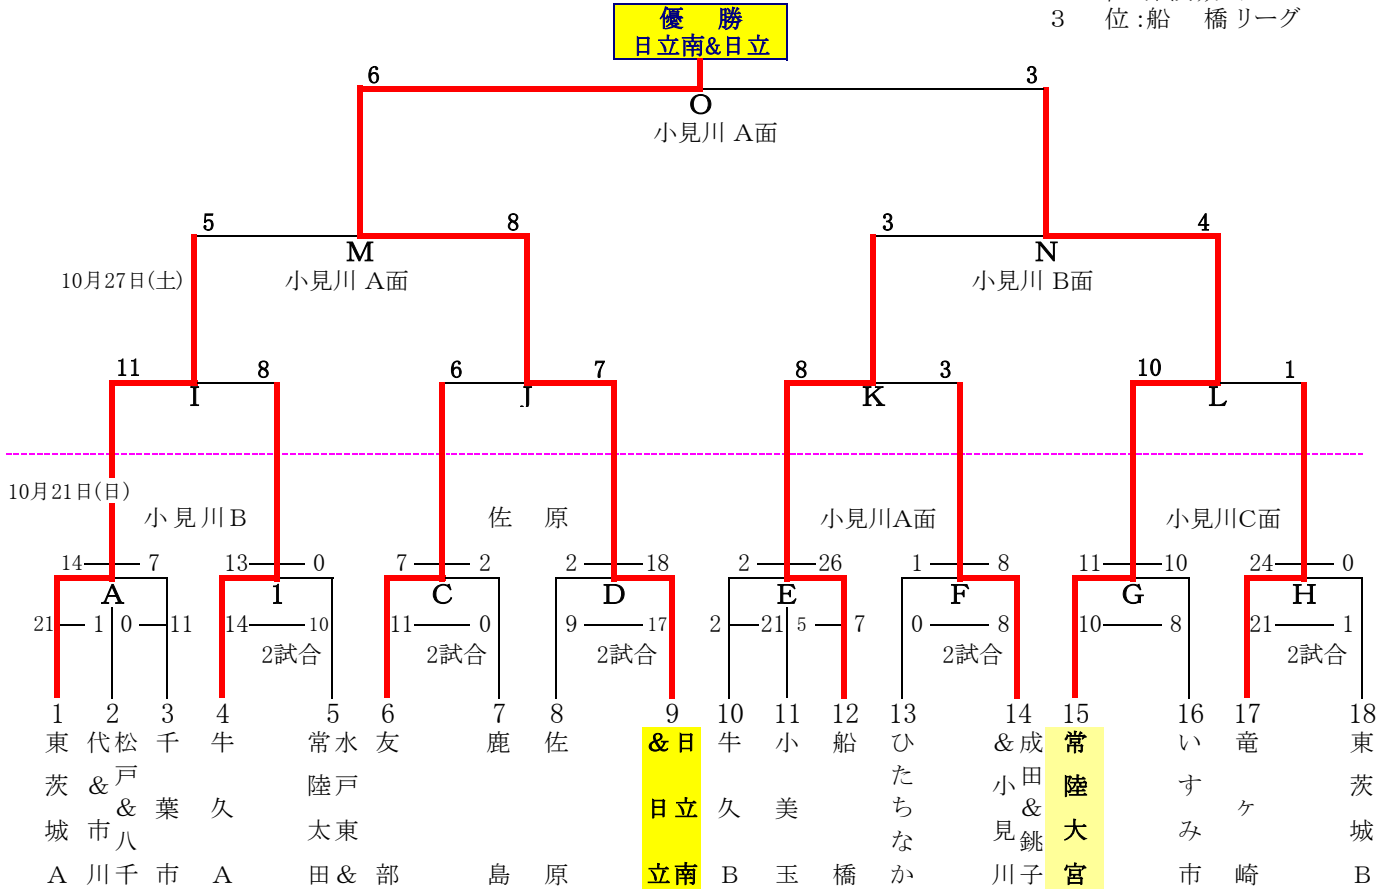 優 勝
日立南&日立
3 位:船 橋リーグ
6 3
O
小見川 A面
5 8 3 4
M N
10月27日(土) 小見川 A面 小見川 B面
11 8 6 7 8 3 10 1
I J K L
10月21日(日)
小見川B 佐 原 小見川A面 小見川C面
14 7 13 0 7 2 2 18 2 26 1 8 11 10 24 0
A 1 C D E F G H
21 1 0 11 14 10 11 0 9 17 2 21 5 7 0 8 10 8 21 1
2試合 2試合 2試合 2試合 2試合
1 2 3 4 5 6 7 8 9 10 11 12 13 14 15 16 17 18
東茨城A
松戸&八千
代&市川
千葉市
牛久A
水戸東&
常陸太田
友部
鹿島
佐原
日立南
&日立
牛久B
小美玉
船橋
ひたちなか
成田&銚子
&小見川
常陸大宮
いすみ市
竜ヶ崎
東茨城B